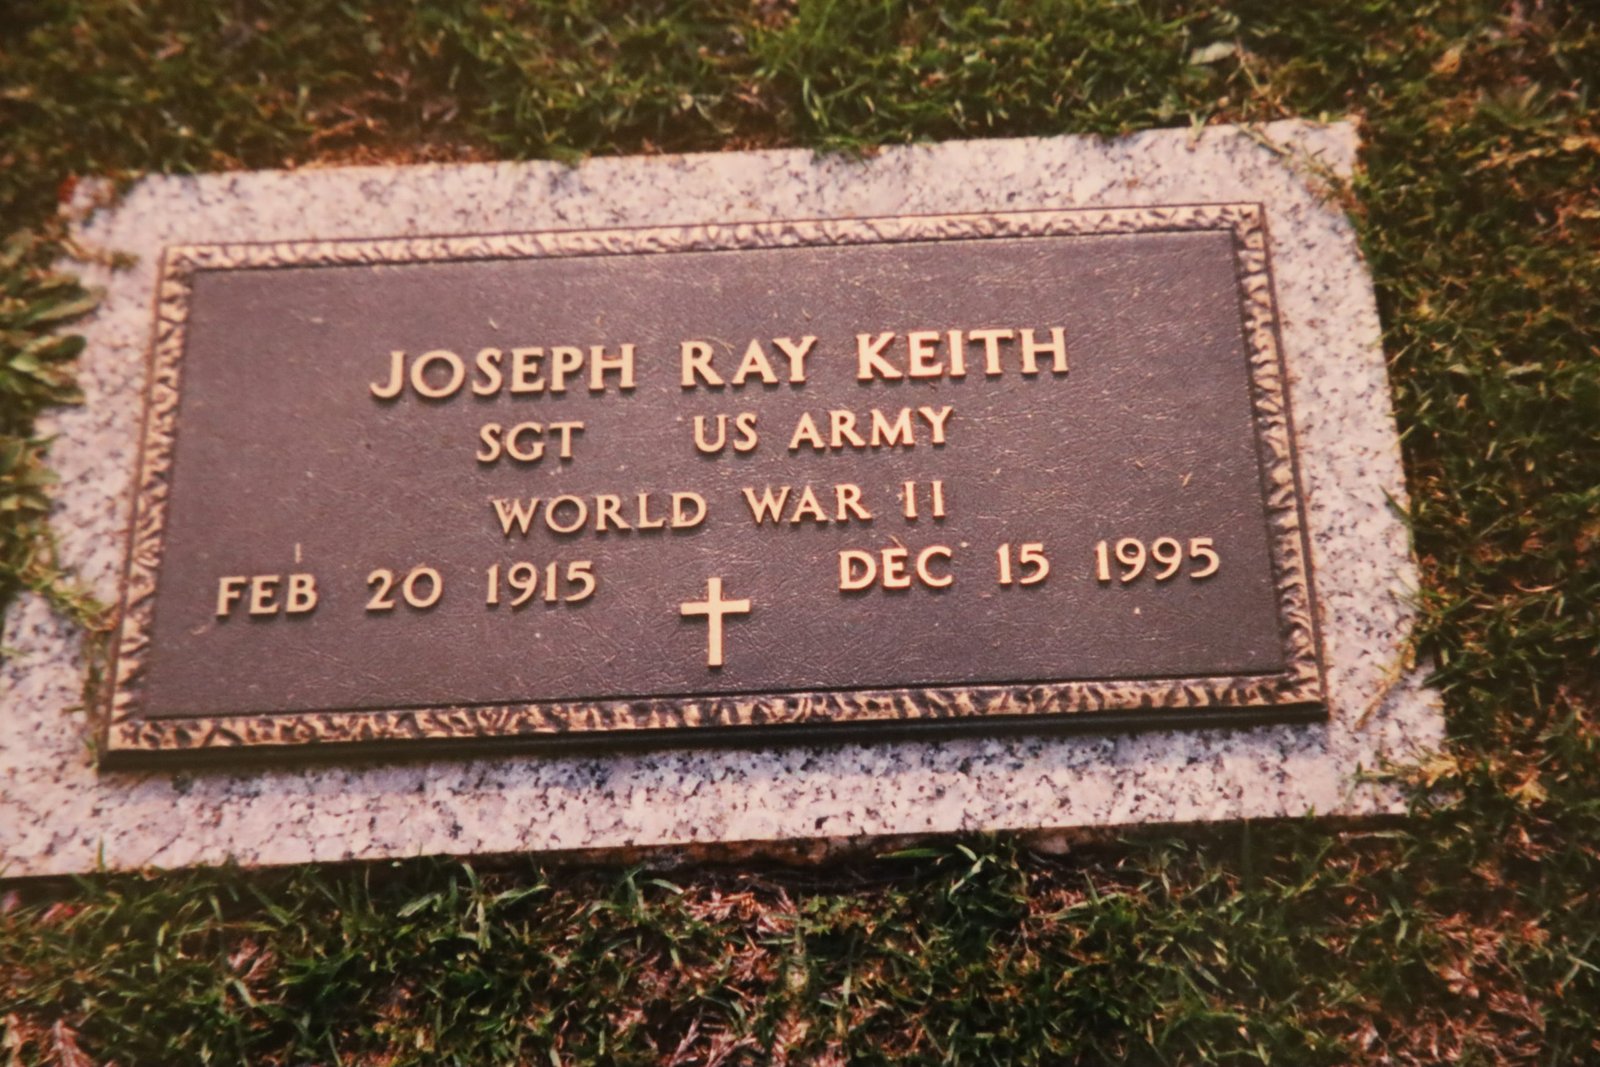 JOSEPH RAY KEITH
SGT US ARMY
WORLD WAR II
FEB 20 1915 DEC 15 1995